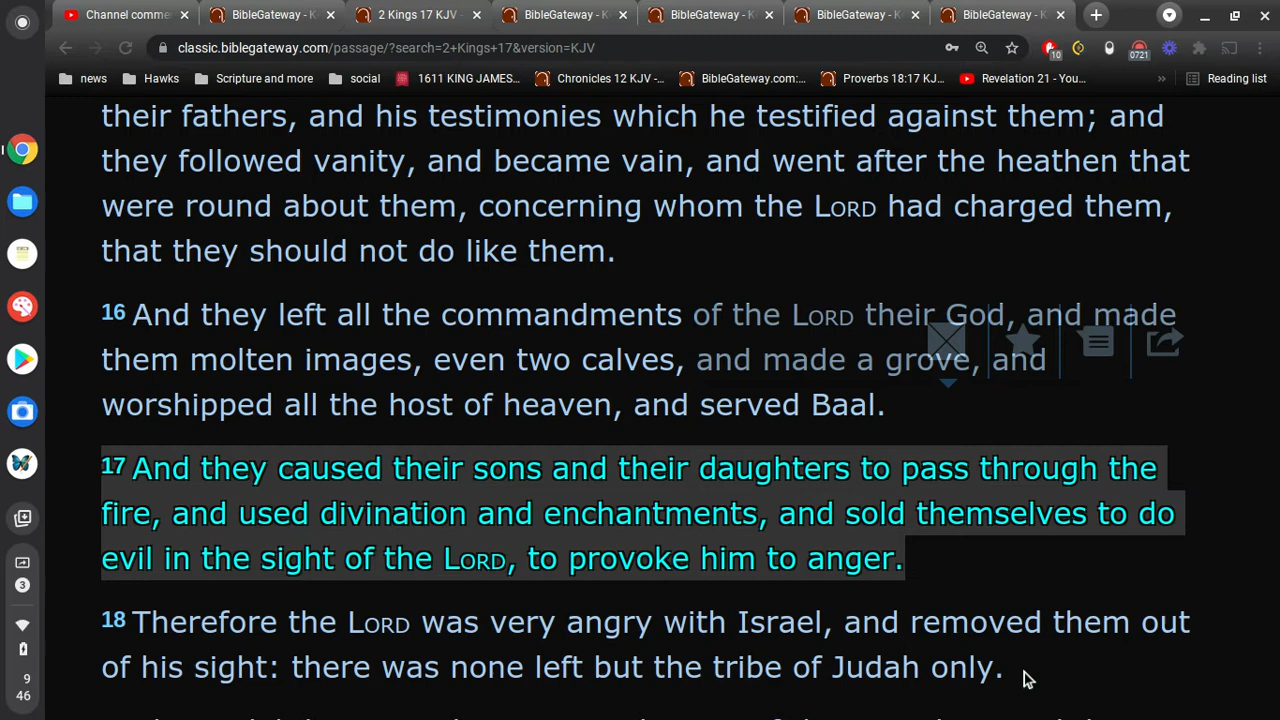 Channel comme
BibleGateway - K
2 Kings 17 KJV -
BibleGateway - K
BibleGateway - K
BibleGateway - K
BibleGateway - K
classic.biblegateway.com/passage/?search=2+Kings+17&version=KJV
10
0721
news
Hawks
Scripture and more
social
1611 KING JAMES...
Chronicles 12 KJV -...
BibleGateway.com:...
Proverbs 18:17 KJ...
Revelation 21 - You...
»
Reading list
their fathers, and his testimonies which he testified against them; and
they followed vanity, and became vain, and went after the heathen that
were round about them, concerning whom the LORD had charged them,
that they should not do like them.
16 And they left all the commandments of the LORD their God, and made
them molten images, even two calves, and made a grove, and
worshipped all the host of heaven, and served Baal.
17 And they caused their sons and their daughters to pass through the
fire, and used divination and enchantments, and sold themselves to do
evil in the sight of the LORD, to provoke him to anger.
18 Therefore the LORD was very angry with Israel, and removed them out
of his sight: there was none left but the tribe of Judah only.
3
9
46